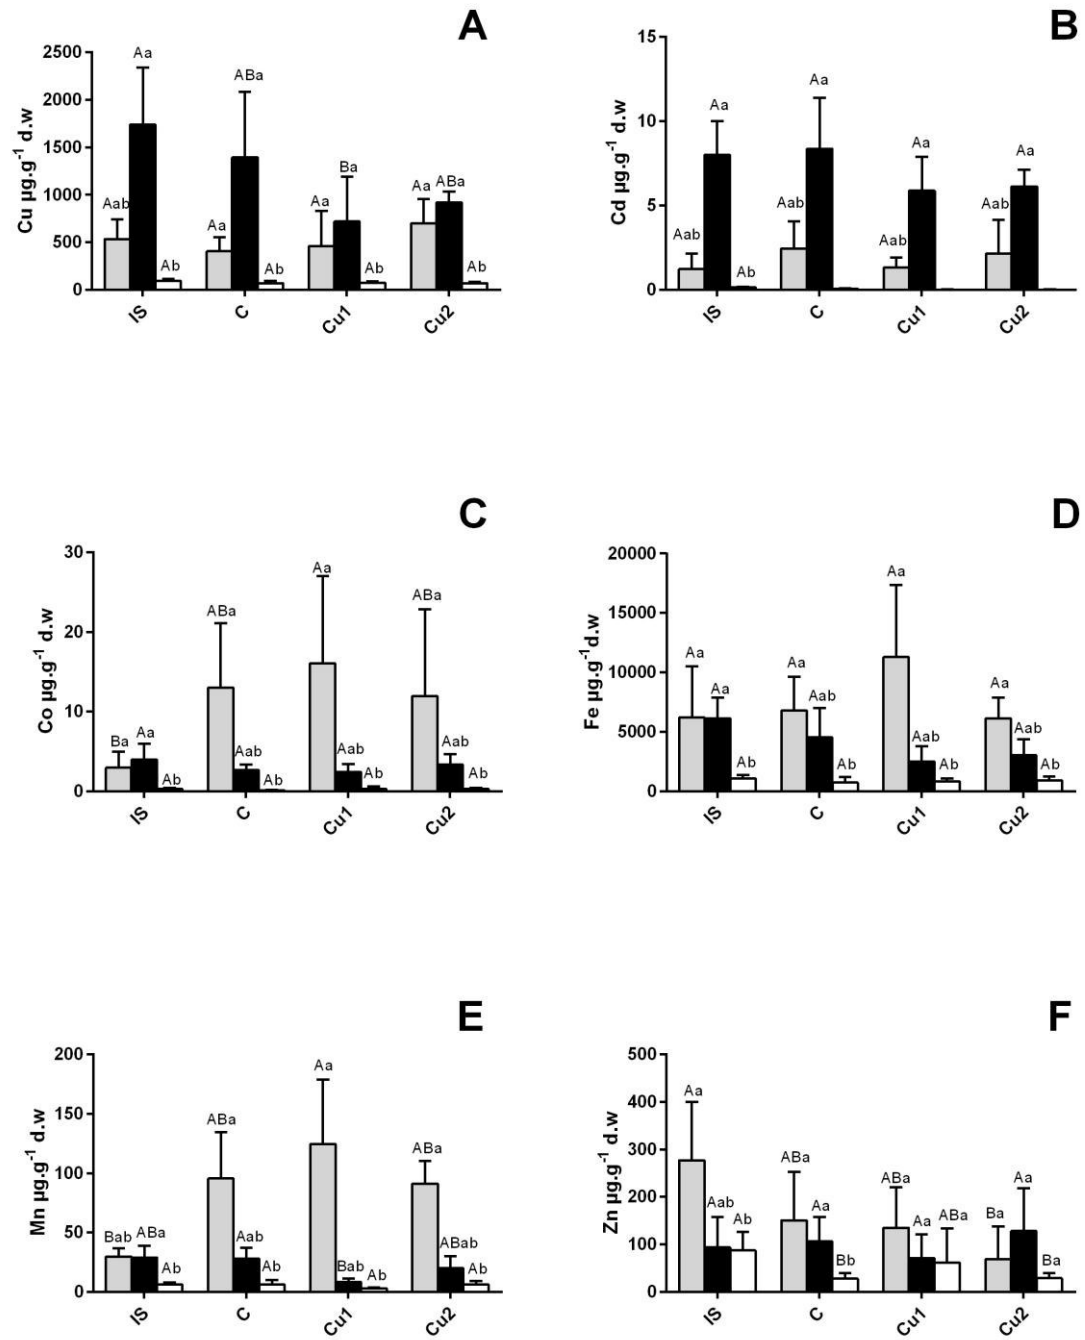 A
Cu µg.g-1 d.w
2500
2000
1500
1000
500
0
Aab Aa
Aa ABa
Aa Ba
Aa ABa
Ab Ab Ab Ab
IS C Cu1 Cu2
B
Cd µg.g-1 d.w
15
10
5
0
Aab Aa Ab
Aab Aa
Aab Aa
Aab Aa
IS C Cu1 Cu2
C
Co µg.g-1 d.w
30
20
10
0
Ba Aa Ab
ABa Aab Ab
Aa Aab Ab
ABa Aab Ab
IS C Cu1 Cu2
D
Fe µg.g-1d.w
20000
15000
10000
5000
0
Aa Aa Ab
Aa Aab Ab
Aa Aab Ab
Aa Aab Ab
IS C Cu1 Cu2
E
Mn µg.g-1 d.w
200
150
100
50
0
Bab ABa Ab
ABa Aab Ab
Aa Bab Ab
ABa ABab Ab
IS C Cu1 Cu2
F
Zn µg.g-1 d.w
500
400
300
200
100
0
Aa Aab Ab
ABa Aa Bb
ABa Aa ABa
Ba Aa Ba
IS C Cu1 Cu2